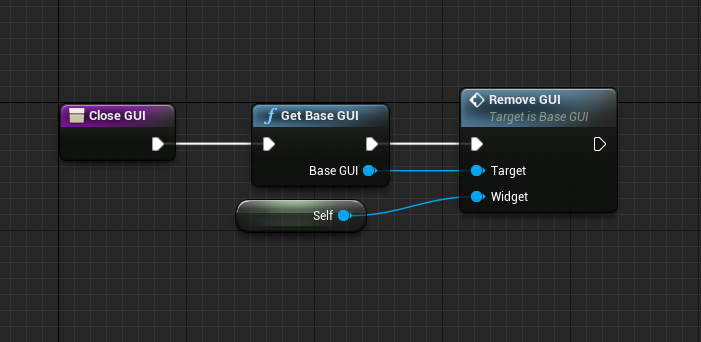 Close GUI
Get Base GUI
Base GUI
Self
Remove GUI
Target is Base GUI
Target
Widget